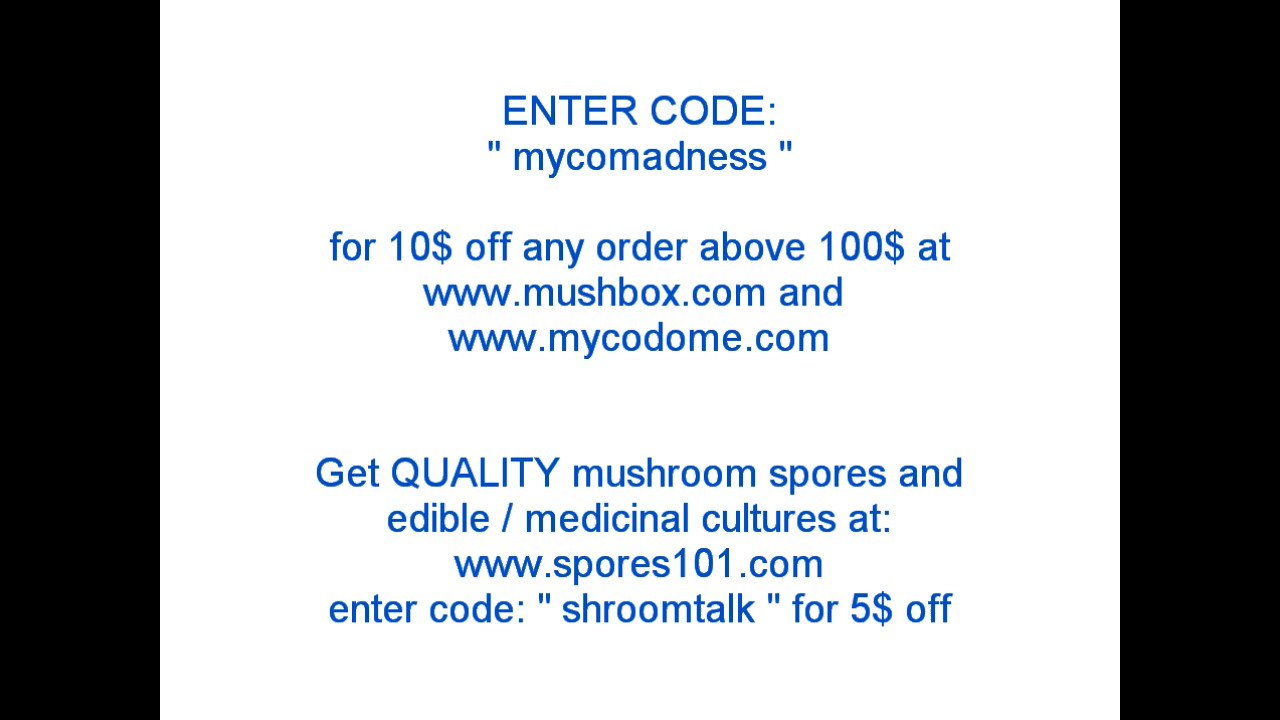 ENTER CODE:
" mycomadness "
for 10$ off any order above 100$ at
www.mushbox.com and
www.mycodome.com
Get QUALITY mushroom spores and
edible / medicinal cultures at:
www.spores101.com
enter code: " shroomtalk " for 5$ off